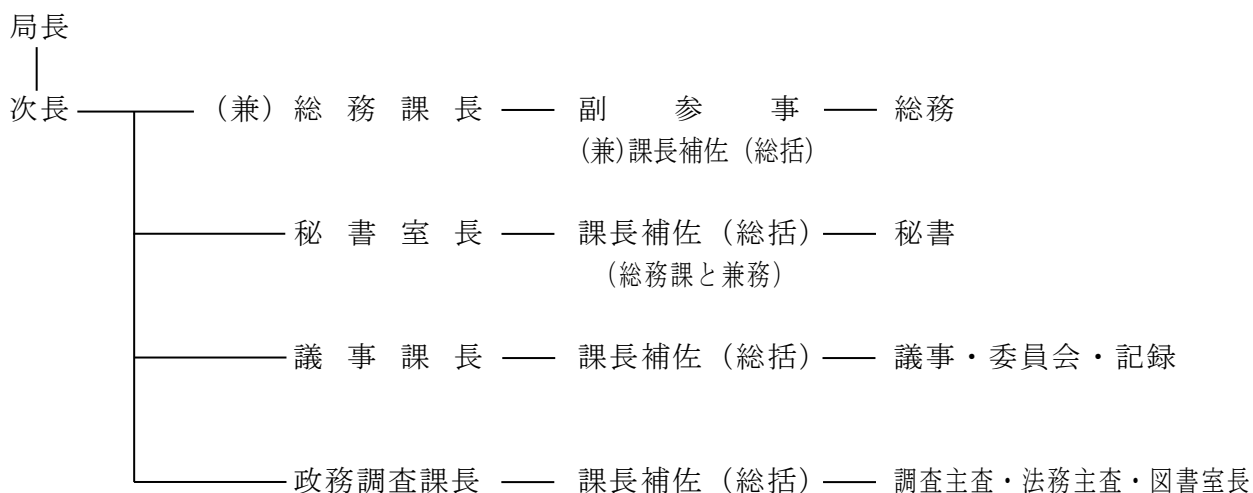 局長
次長 (兼)総務課長 副参事 総務
(兼)課長補佐(総括)
秘書室長 課長補佐(総括) 秘書
(総務課と兼務)
議事課長 課長補佐(総括) 議事・委員会・記録
政務調査課長 課長補佐(総括) 調査主査・法務主査・図書室長